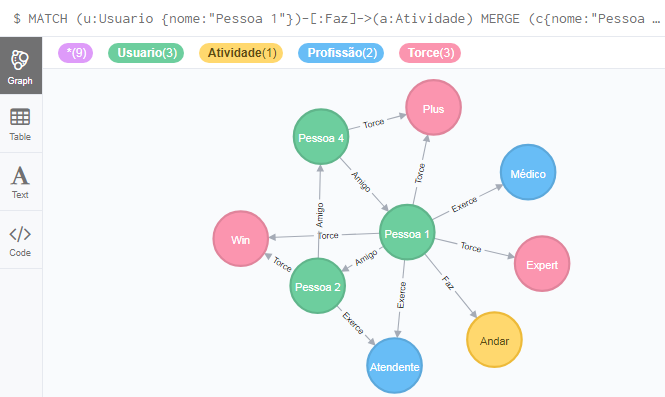 $ MATCH (u:Usuario {nome:"Pessoa 1"})-[:Faz]->(a:Atividade) MERGE (c{nome:"Pessoa …
*(9) Usuario(3) Atividade(1) Profissão(2) Torce(3)
Graph
Table
Text
Code
Plus
Torce
Pessoa 4
Amigo
Torce
Médico
Exerce
Amigo
Pessoa 1
Win
Torce
Torce
Expert
Amigo
Torce
Pessoa 2
Exerce
Faz
Exerce
Andar
Atendente